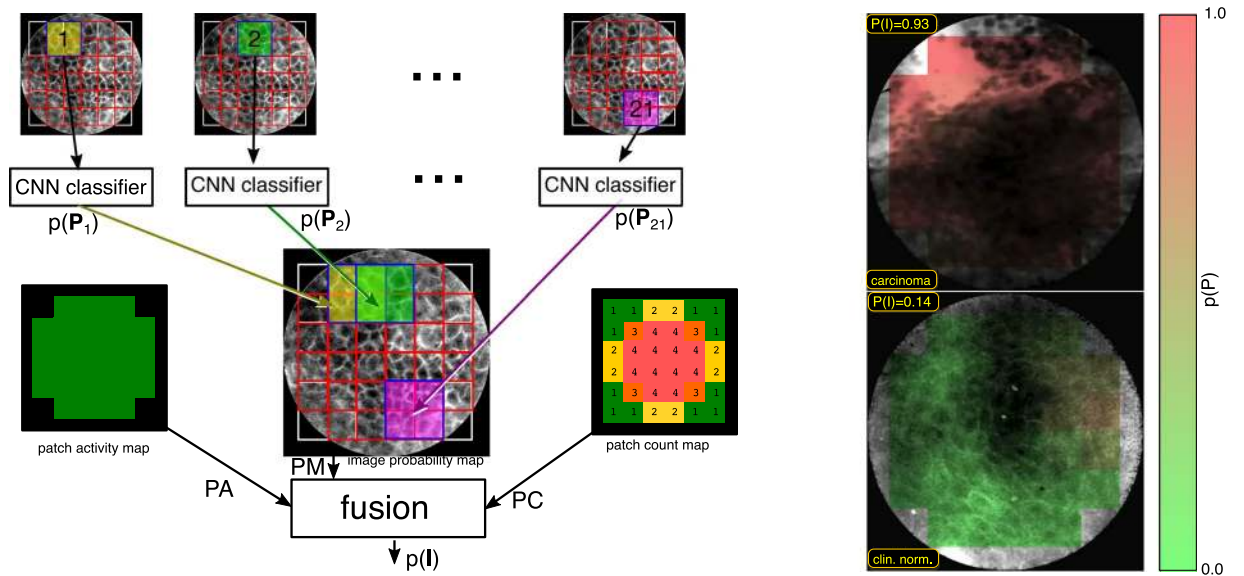 1
2
...
21
CNN classifier
CNN classifier
...
CNN classifier
p(P1)
p(P2)
p(P21)
1 1 2 2 1 1
1 3 4 4 3 1
2 4 4 4 4 2
2 4 4 4 4 2
1 3 4 4 3 1
1 1 2 2 1 1
patch activity map
image probability map
patch count map
PA
PM
PC
fusion
p(I)
P(I)=0.93
carcinoma
P(I)=0.14
clin. norm.
1.0
p(P)
0.0